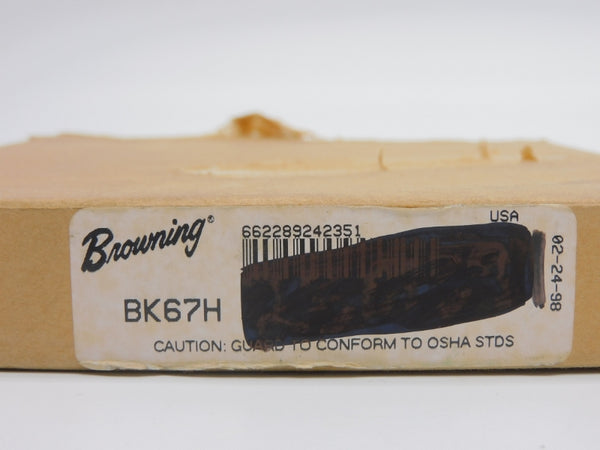 USA
Browning®
662289242351
BK67H
CAUTION: GUARD TO CONFORM TO OSHA STDS
02-24-98